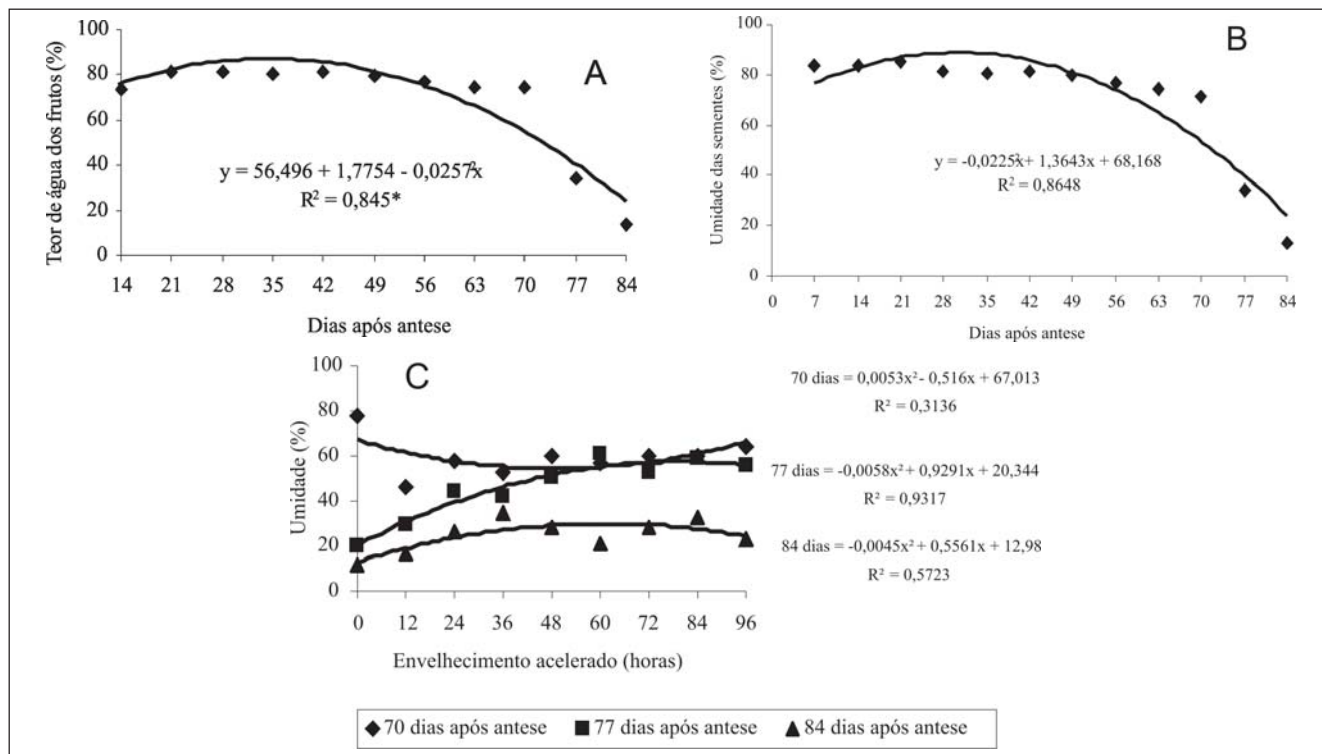 A
Teor de água dos frutos (%)
100
80
60
40
20
0
y = 56,496 + 1,7754 - 0,0257²x
R² = 0,845*
14 21 28 35 42 49 56 63 70 77 84
Dias após antese
B
Umidade das sementes (%)
100
80
60
40
20
0
y = -0,0225²x+ 1,3643x + 68,168
R² = 0,8648
0 7 14 21 28 35 42 49 56 63 70 77 84
Dias após antese
C
Umidade (%)
100
80
60
40
20
0
0 12 24 36 48 60 72 84 96
Envelhecimento acelerado (horas)
70 dias = 0,0053x² - 0,516x + 67,013
R² = 0,3136
77 dias = -0,0058x² + 0,9291x + 20,344
R² = 0,9317
84 dias = -0,0045x² + 0,5561x + 12,98
R² = 0,5723
70 dias após antese 77 dias após antese 84 dias após antese